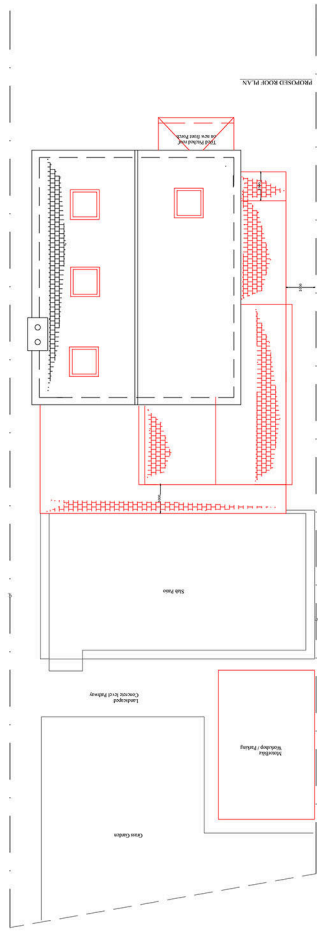 PROPOSED ROOF PLAN
Tiled Pitched roof
on new front Porch
Slab Patio
Landscaped
Concrete level Pathway
Motorbike
Workshop / Parking
Grass Garden